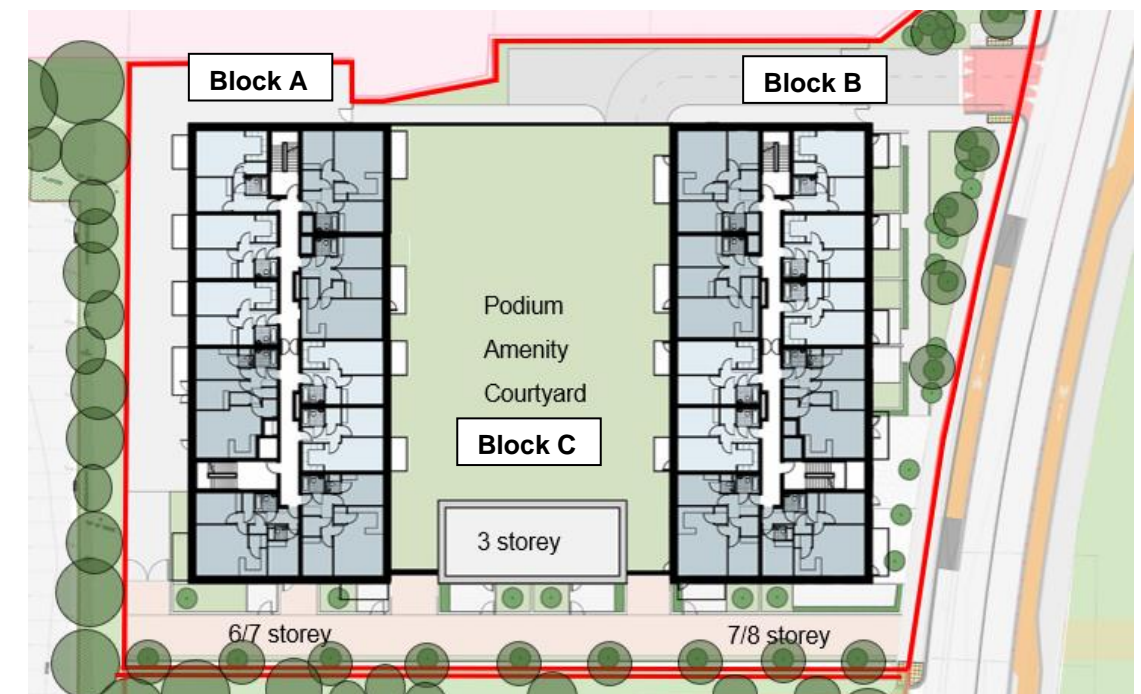 Block A
Block B
Podium
Amenity
Courtyard
Block C
3 storey
6/7 storey
7/8 storey